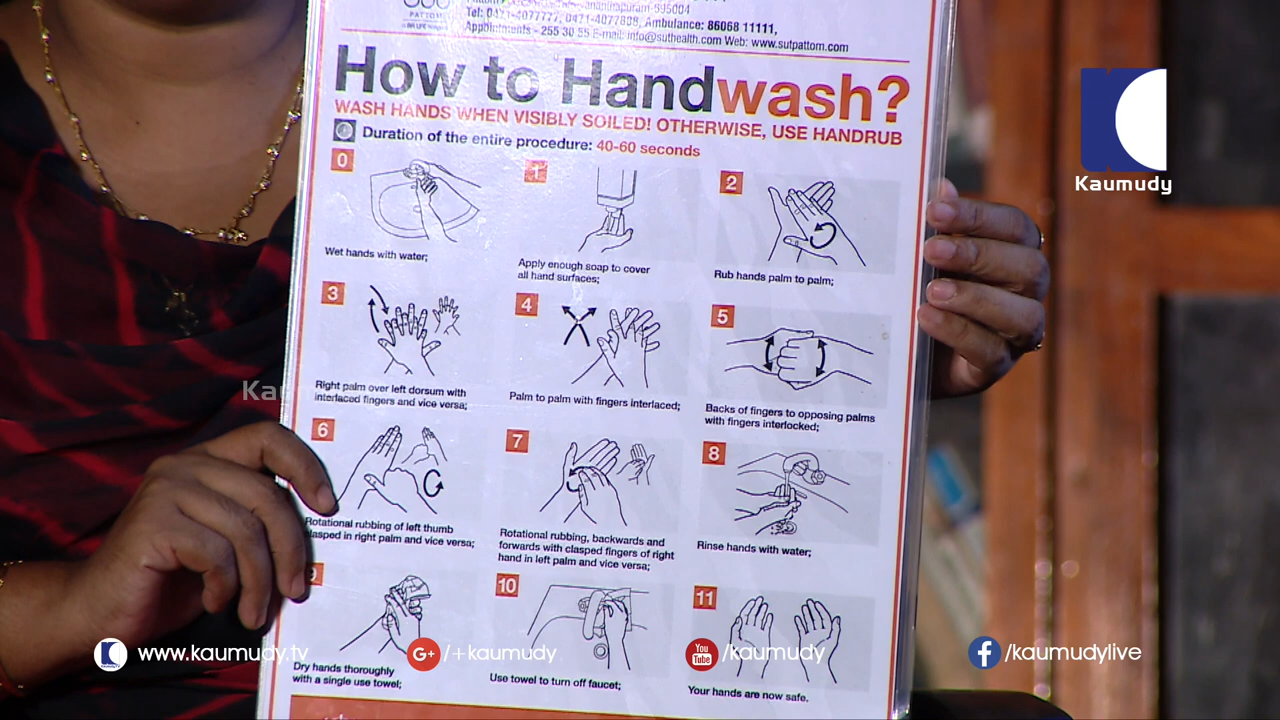 PATTOM
Tel: 0471-4077777, 0471-4077888, Ambulance: 86068 11111,
Appointments - 255 30 55 E-mail: info@suthealth.com Web: www.sutpattom.com
How to Handwash?
WASH HANDS WHEN VISIBLY SOILED! OTHERWISE, USE HANDRUB
Duration of the entire procedure: 40-60 seconds
Kaumudy
0
1
2
Wet hands with water;
Apply enough soap to cover
all hand surfaces;
Rub hands palm to palm;
3
4
5
Right palm over left dorsum with
interlaced fingers and vice versa;
Palm to palm with fingers interlaced;
Backs of fingers to opposing palms
with fingers interlocked;
6
7
8
Rotational rubbing of left thumb
clasped in right palm and vice versa;
Rotational rubbing, backwards and
forwards with clasped fingers of right
hand in left palm and vice versa;
Rinse hands with water;
9
10
11
Dry hands thoroughly
with a single use towel;
Use towel to turn off faucet;
Your hands are now safe.
www.kaumudy.tv
G+ /+kaumudy
You Tube /kaumudy
f /kaumudylive